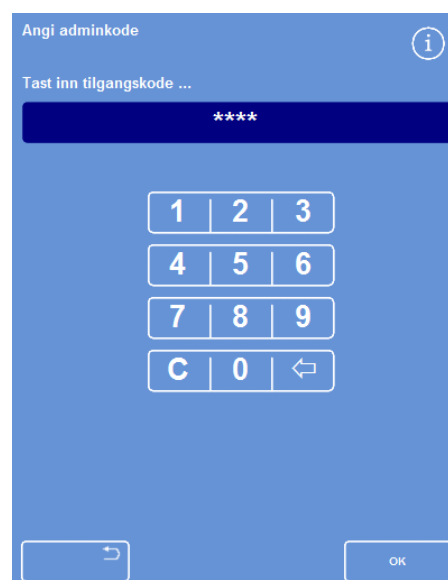 Angi adminkode
i
Tast inn tilgangskode ...
****
1 2 3
4 5 6
7 8 9
C 0
OK